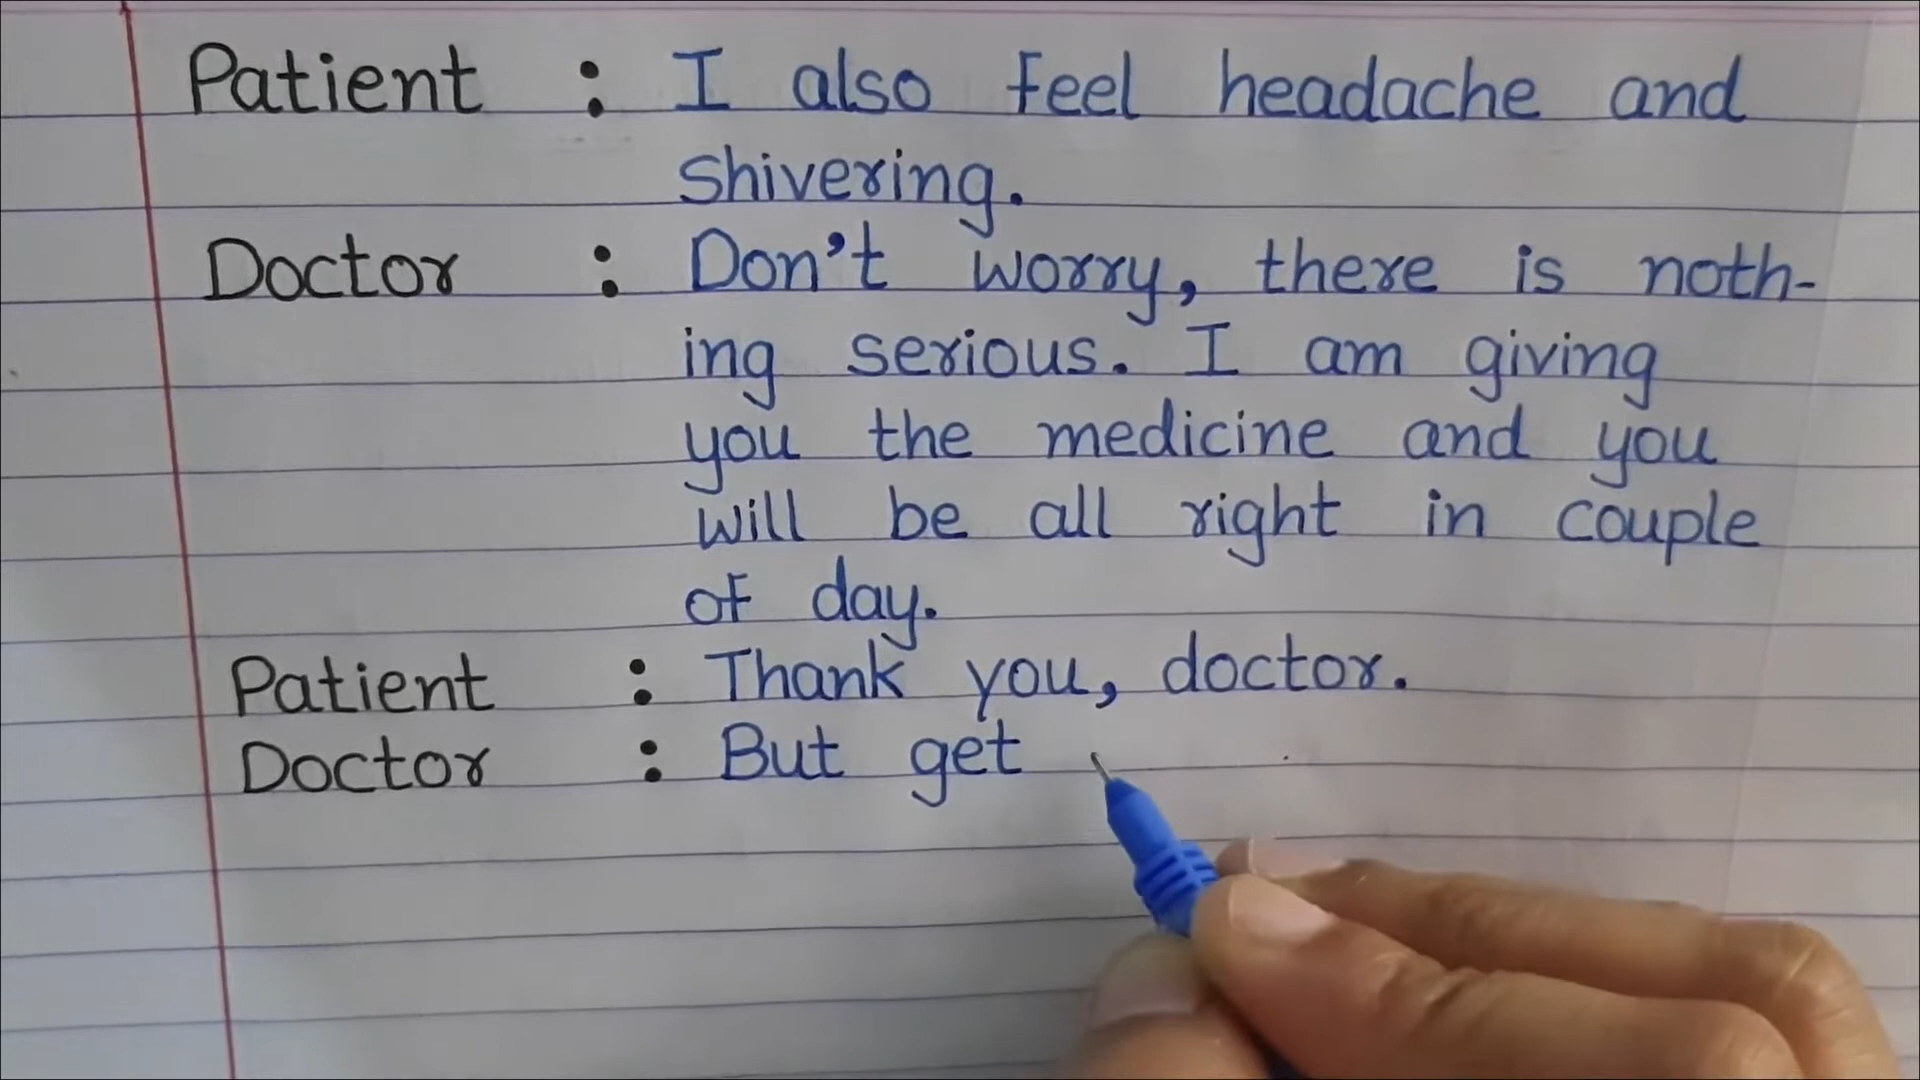 Patient : I also feel headache and
shivering.
Doctor : Don't worry, there is noth-
ing serious. I am giving
you the medicine and you
will be all right in couple
of day.
Patient : Thank you, doctor.
Doctor : But get